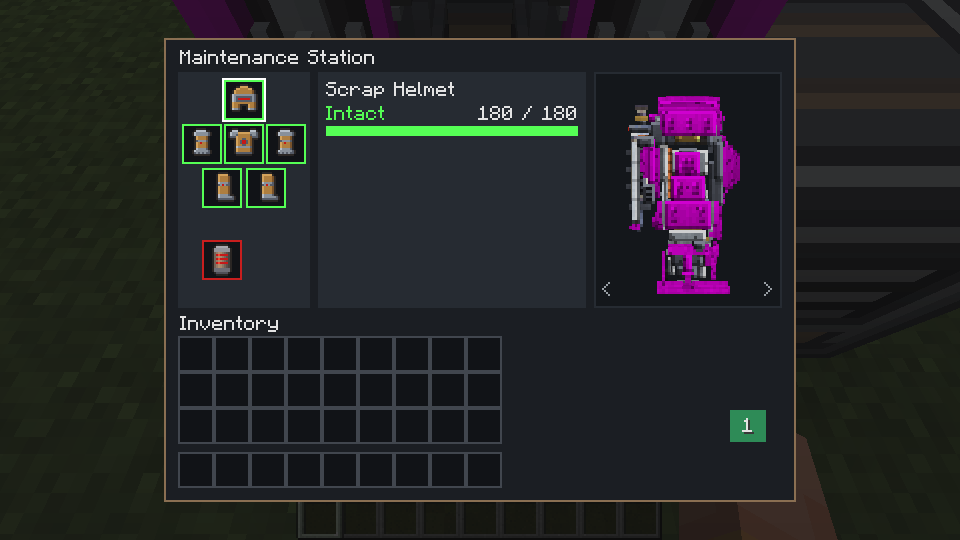 Maintenance Station
Scrap Helmet
Intact 180 / 180
Inventory
1